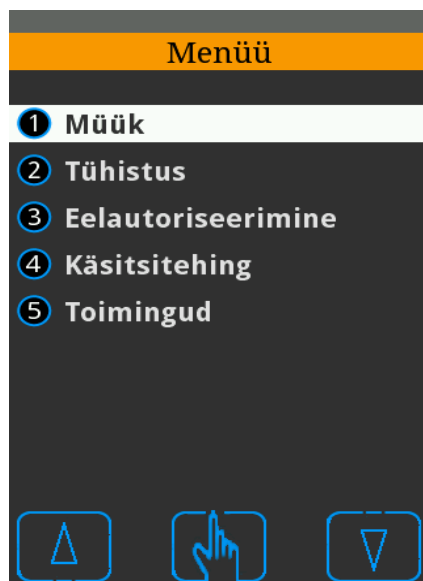 Menüü
1 Müük
2 Tühistus
3 Eelautoriseerimine
4 Käsitsitehing
5 Toimingud